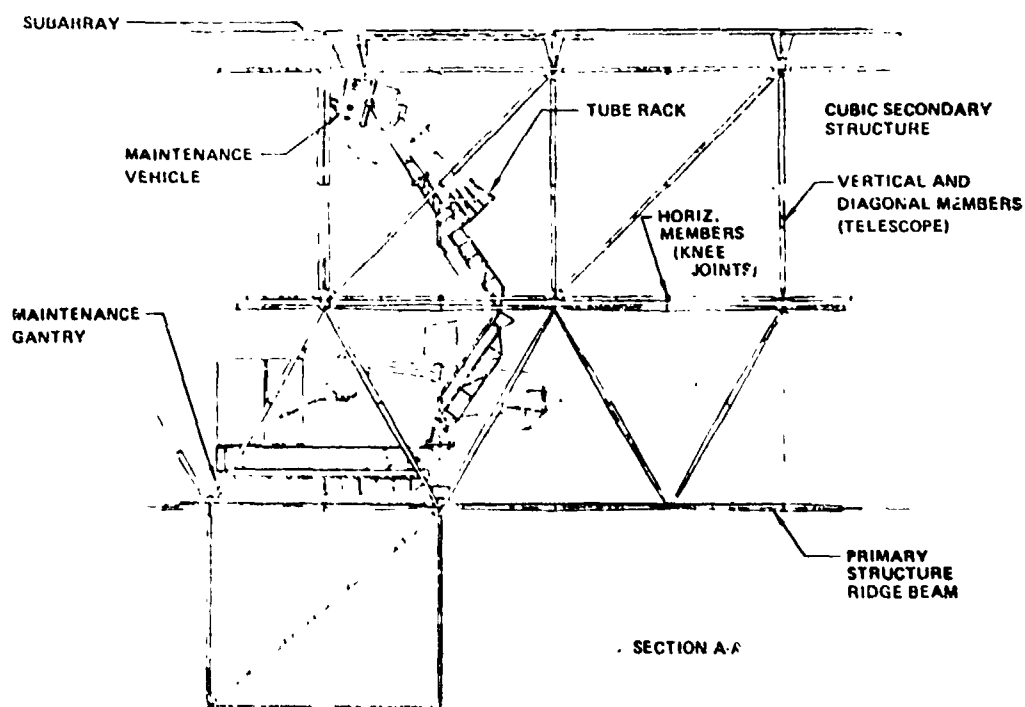 SUBARRAY
MAINTENANCE
VEHICLE
TUBE RACK
CUBIC SECONDARY
STRUCTURE
VERTICAL AND
DIAGONAL MEMBERS
(TELESCOPE)
HORIZ.
MEMBERS
(KNEE
JOINTS)
MAINTENANCE
GANTRY
PRIMARY
STRUCTURE
RIDGE BEAM
SECTION A-A